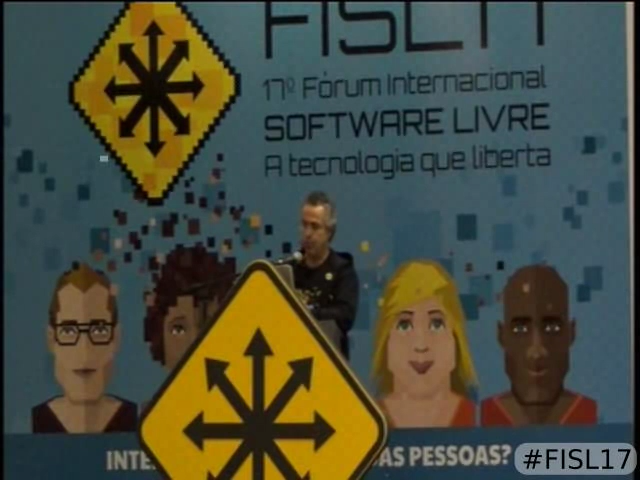 FISL17
17º Fórum Internacional
SOFTWARE LIVRE
A tecnologia que liberta
INTE
AS PESSOAS?
#FISL17